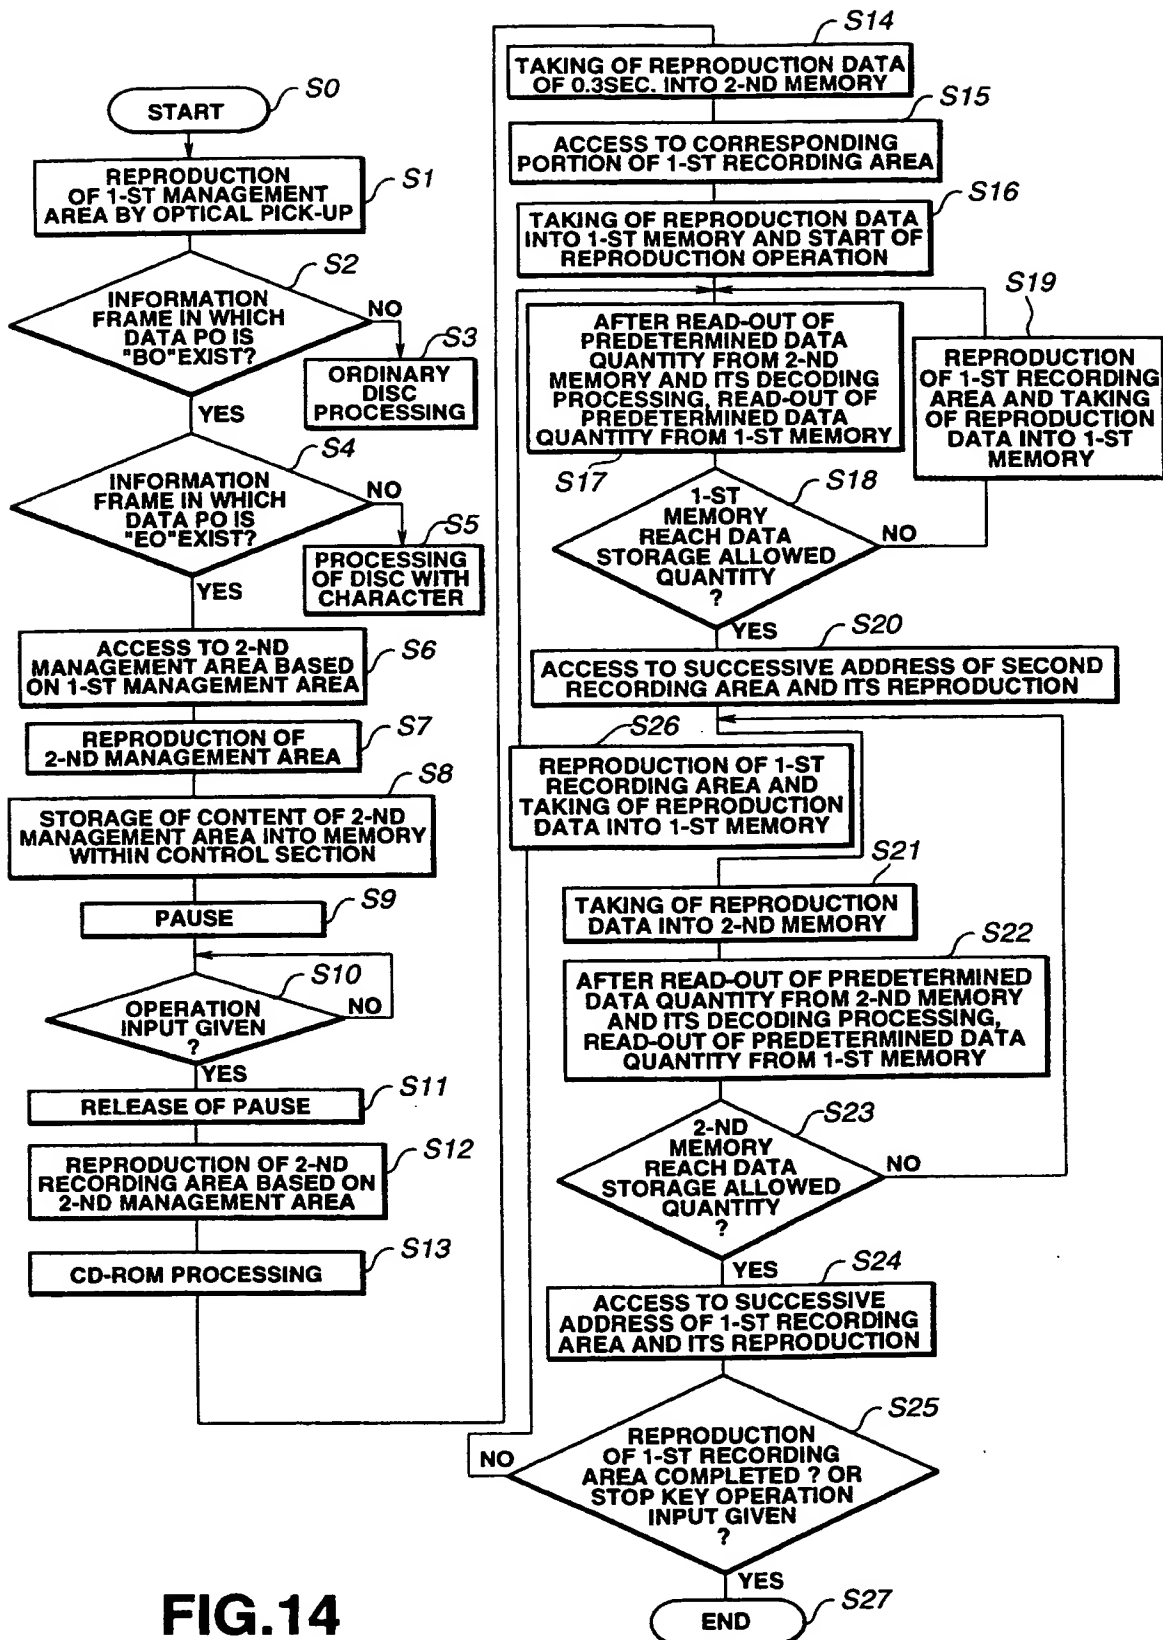 START
S0
REPRODUCTION
OF 1-ST MANAGEMENT
AREA BY OPTICAL PICK-UP
S1
INFORMATION
FRAME IN WHICH
DATA PO IS
"BO"EXIST?
S2
NO
YES
ORDINARY
DISC
PROCESSING
S3
INFORMATION
FRAME IN WHICH
DATA PO IS
"EO"EXIST?
S4
NO
YES
PROCESSING
OF DISC WITH
CHARACTER
S5
ACCESS TO 2-ND
MANAGEMENT AREA BASED
ON 1-ST MANAGEMENT AREA
S6
REPRODUCTION OF
2-ND MANAGEMENT AREA
S7
STORAGE OF CONTENT OF 2-ND
MANAGEMENT AREA INTO MEMORY
WITHIN CONTROL SECTION
S8
PAUSE
S9
OPERATION
INPUT GIVEN
?
S10
NO
YES
RELEASE OF PAUSE
S11
REPRODUCTION OF 2-ND
RECORDING AREA BASED ON
2-ND MANAGEMENT AREA
S12
CD-ROM PROCESSING
S13
TAKING OF REPRODUCTION DATA
OF 0.3SEC. INTO 2-ND MEMORY
S14
ACCESS TO CORRESPONDING
PORTION OF 1-ST RECORDING AREA
S15
TAKING OF REPRODUCTION DATA
INTO 1-ST MEMORY AND START OF
REPRODUCTION OPERATION
S16
AFTER READ-OUT OF
PREDETERMINED DATA
QUANTITY FROM 2-ND
MEMORY AND ITS DECODING
PROCESSING, READ-OUT OF
PREDETERMINED DATA
QUANTITY FROM 1-ST MEMORY
S17
1-ST
MEMORY
REACH DATA
STORAGE ALLOWED
QUANTITY
?
S18
NO
YES
REPRODUCTION
OF 1-ST RECORDING
AREA AND TAKING
OF REPRODUCTION
DATA INTO 1-ST
MEMORY
S19
ACCESS TO SUCCESSIVE ADDRESS OF SECOND
RECORDING AREA AND ITS REPRODUCTION
S20
REPRODUCTION OF 1-ST
RECORDING AREA AND
TAKING OF REPRODUCTION
DATA INTO 1-ST MEMORY
S26
TAKING OF REPRODUCTION
DATA INTO 2-ND MEMORY
S21
AFTER READ-OUT OF PREDETERMINED
DATA QUANTITY FROM 2-ND MEMORY
AND ITS DECODING PROCESSING,
READ-OUT OF PREDETERMINED DATA
QUANTITY FROM 1-ST MEMORY
S22
2-ND
MEMORY
REACH DATA
STORAGE ALLOWED
QUANTITY
?
S23
NO
YES
ACCESS TO SUCCESSIVE
ADDRESS OF 1-ST RECORDING
AREA AND ITS REPRODUCTION
S24
REPRODUCTION
OF 1-ST RECORDING
AREA COMPLETED ? OR
STOP KEY OPERATION
INPUT GIVEN
?
S25
NO
YES
END
S27
FIG.14